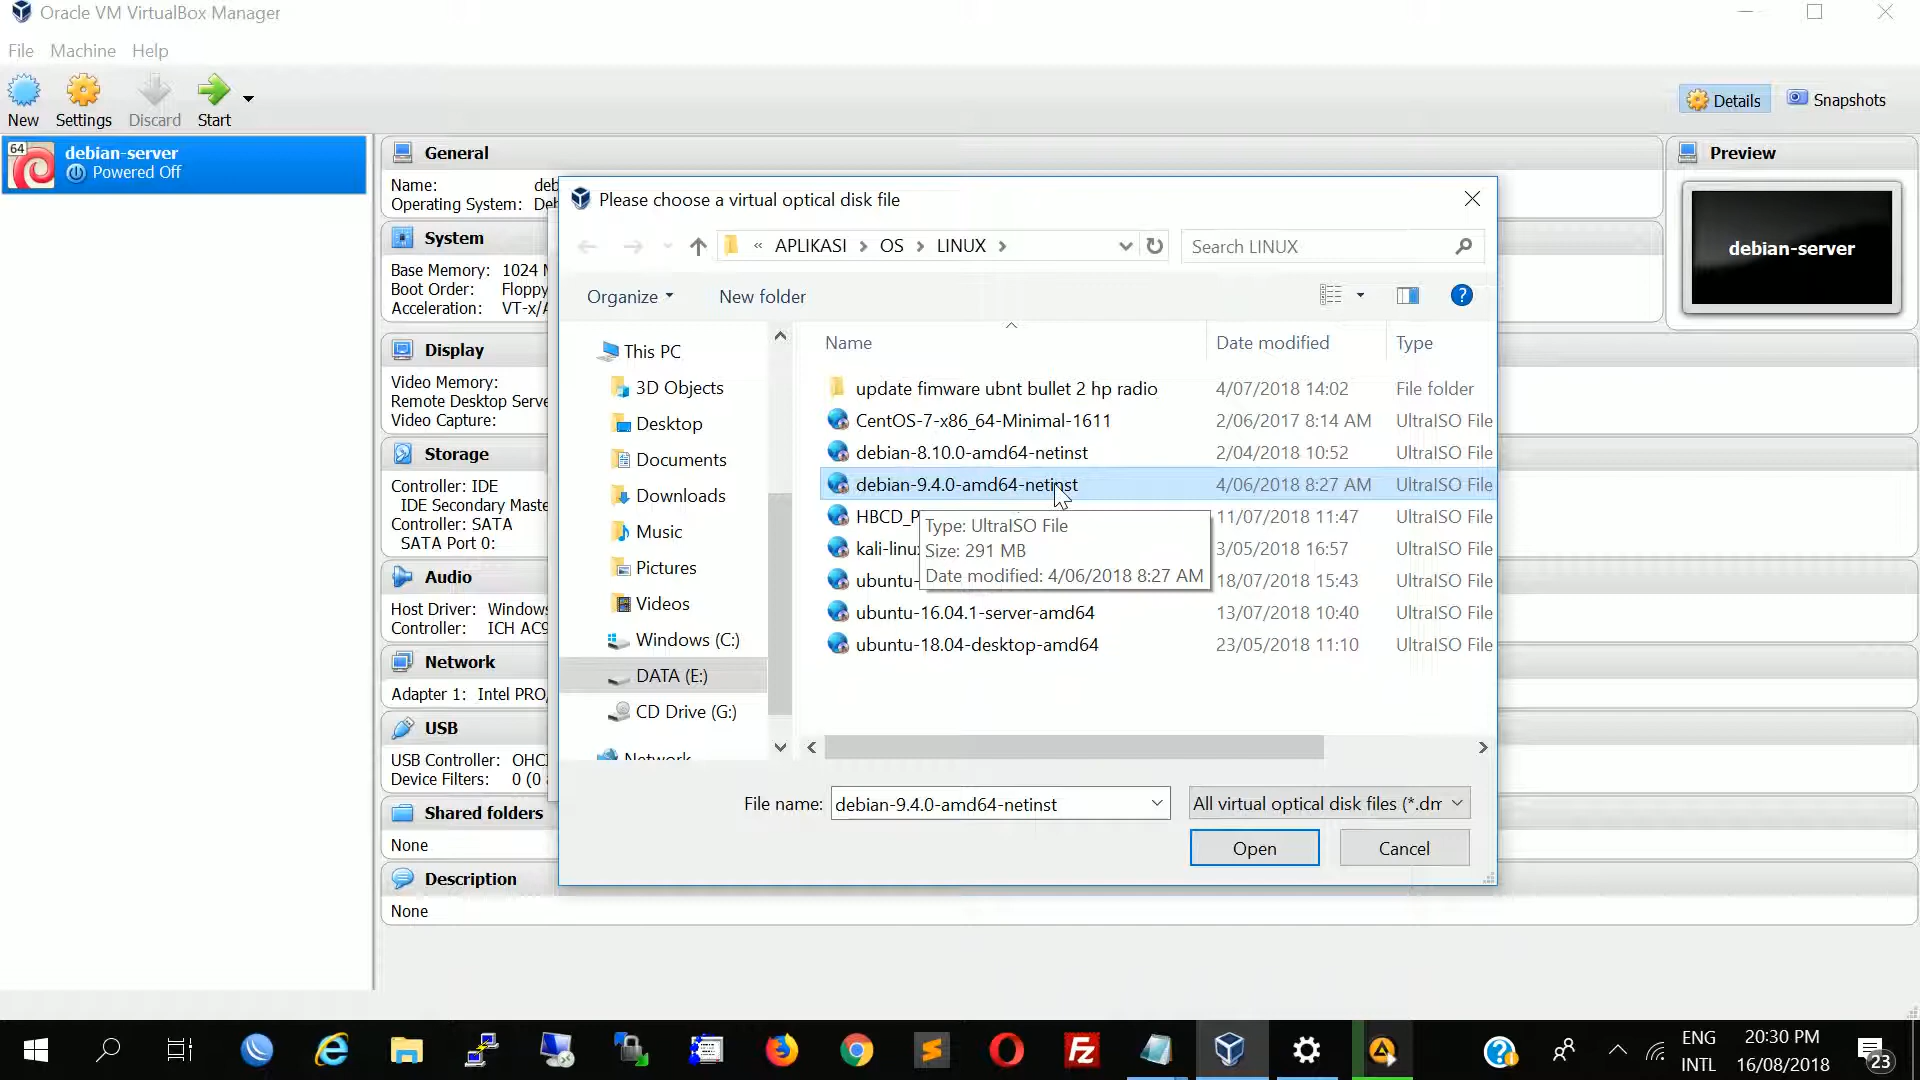 Oracle VM VirtualBox Manager
File Machine Help
New Settings Discard Start
Details Snapshots
64 debian-server
Powered Off
General
Name: deb
Operating System: Deb
System
Base Memory: 1024 M
Boot Order: Floppy
Acceleration: VT-x/A
Display
Video Memory:
Remote Desktop Serve
Video Capture:
Storage
Controller: IDE
IDE Secondary Maste
Controller: SATA
SATA Port 0:
Audio
Host Driver: Windows
Controller: ICH AC9
Network
Adapter 1: Intel PRO/
USB
USB Controller: OHCI
Device Filters: 0 (0 a
Shared folders
None
Description
None
Preview
debian-server
Please choose a virtual optical disk file
« APLIKASI > OS > LINUX >
Search LINUX
Organize New folder
This PC
3D Objects
Desktop
Documents
Downloads
Music
Pictures
Videos
Windows (C:)
DATA (E:)
CD Drive (G:)
Network
Name Date modified Type
update fimware ubnt bullet 2 hp radio 4/07/2018 14:02 File folder
CentOS-7-x86_64-Minimal-1611 2/06/2017 8:14 AM UltraISO File
debian-8.10.0-amd64-netinst 2/04/2018 10:52 UltraISO File
debian-9.4.0-amd64-netinst 4/06/2018 8:27 AM UltraISO File
HBCD_P 11/07/2018 11:47 UltraISO File
kali-linux 3/05/2018 16:57 UltraISO File
ubuntu- 18/07/2018 15:43 UltraISO File
ubuntu-16.04.1-server-amd64 13/07/2018 10:40 UltraISO File
ubuntu-18.04-desktop-amd64 23/05/2018 11:10 UltraISO File
Type: UltraISO File
Size: 291 MB
Date modified: 4/06/2018 8:27 AM
File name: debian-9.4.0-amd64-netinst
All virtual optical disk files (*.dm
Open Cancel
ENG
INTL
20:30 PM
16/08/2018
23